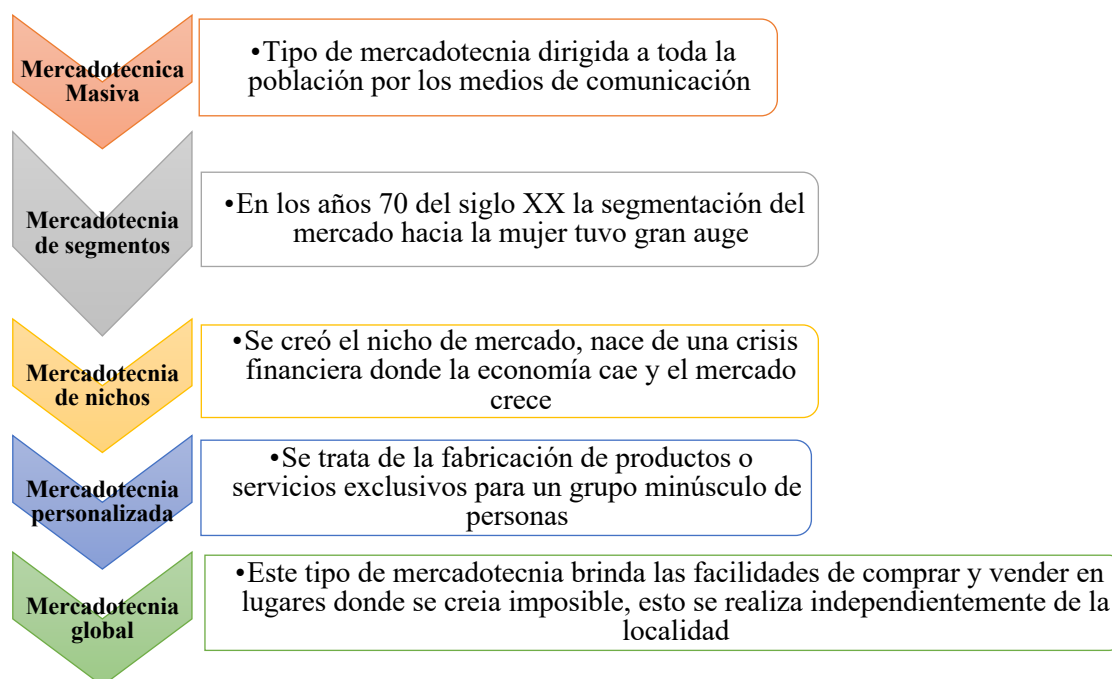 Mercadotecnica
Masiva
•Tipo de mercadotecnia dirigida a toda la
población por los medios de comunicación
Mercadotecnia
de segmentos
•En los años 70 del siglo XX la segmentación del
mercado hacia la mujer tuvo gran auge
Mercadotecnia
de nichos
•Se creó el nicho de mercado, nace de una crisis
financiera donde la economía cae y el mercado
crece
Mercadotecnia
personalizada
•Se trata de la fabricación de productos o
servicios exclusivos para un grupo minúsculo de
personas
Mercadotecnia
global
•Este tipo de mercadotecnia brinda las facilidades de comprar y vender en
lugares donde se creia imposible, esto se realiza independientemente de la
localidad